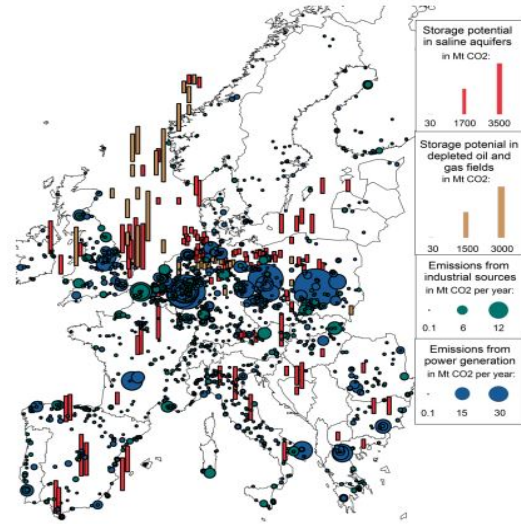 Storage potential
in saline aquifers
in Mt CO2:
30 1700 3500
Storage potenial in
depleted oil and
gas fields
in Mt CO2:
30 1500 3000
Emissions from
industrial sources
in Mt CO2 per year:
0.1 6 12
Emissions from
power generation
in Mt CO2 per year:
0.1 15 30